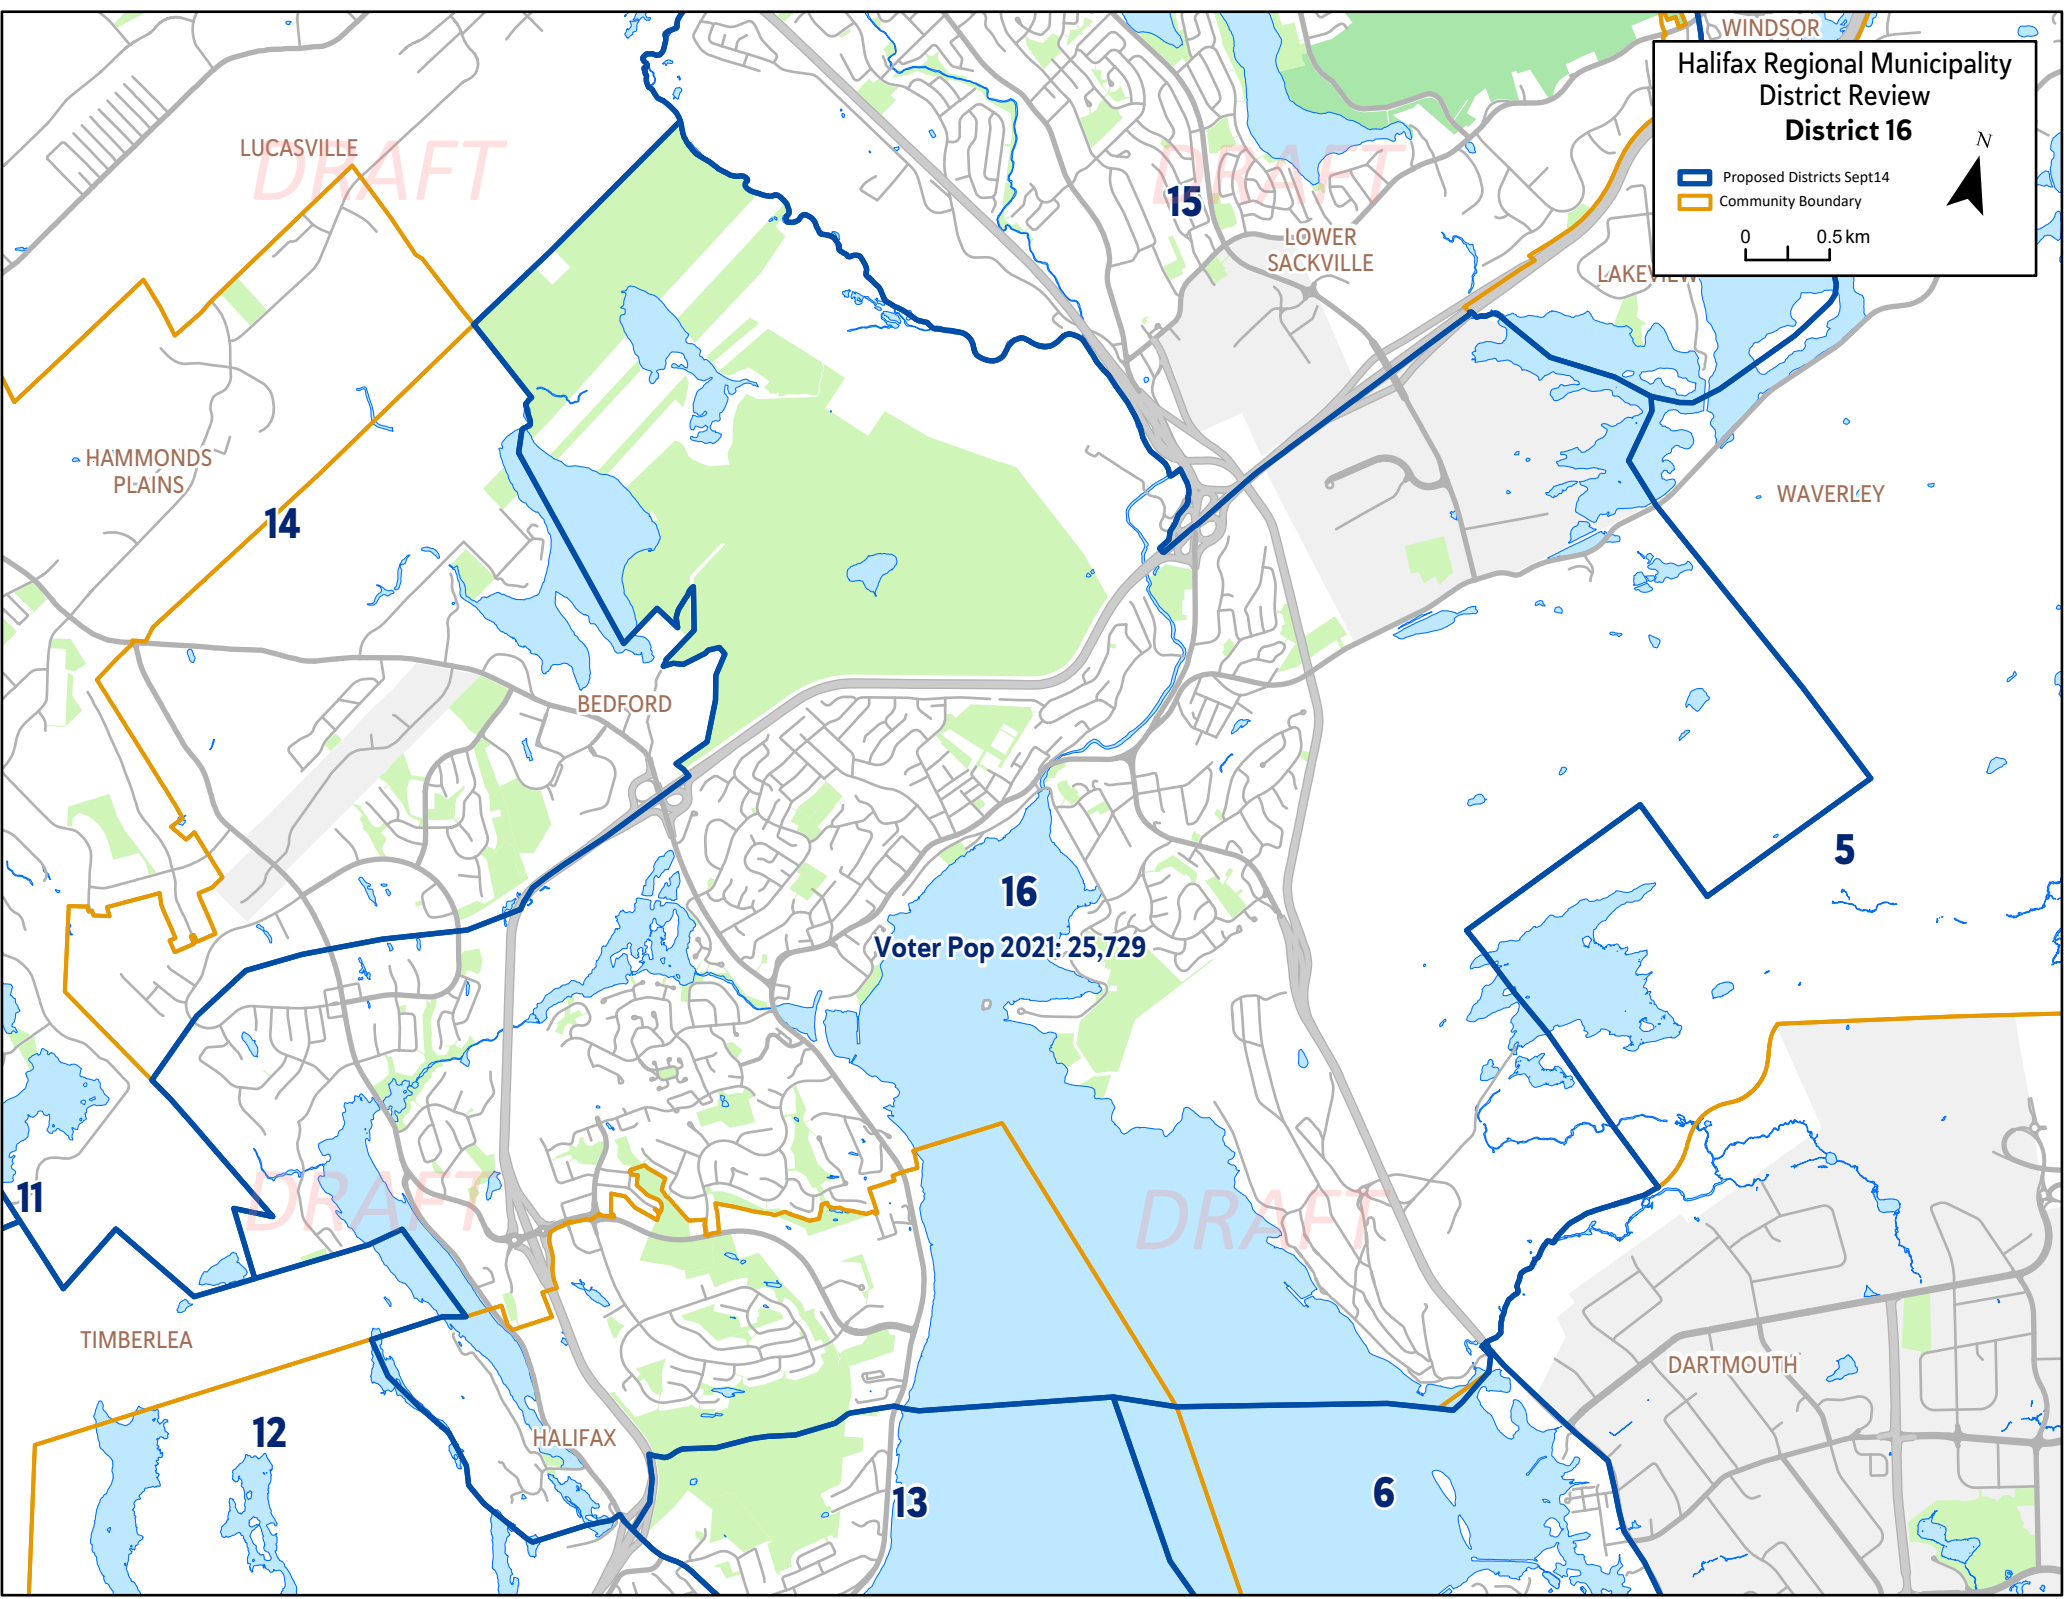 WINDSOR
Halifax Regional Municipality
District Review
District 16
N
Proposed Districts Sept14
Community Boundary
0 0.5 km
LUCASVILLE
DRAFT
DRAFT
15
LOWER
SACKVILLE
LAKEVIEW
HAMMONDS
PLAINS
WAVERLEY
14
BEDFORD
5
16
Voter Pop 2021: 25,729
DRAFT
DRAFT
11
TIMBERLEA
DARTMOUTH
12
HALIFAX
13
6